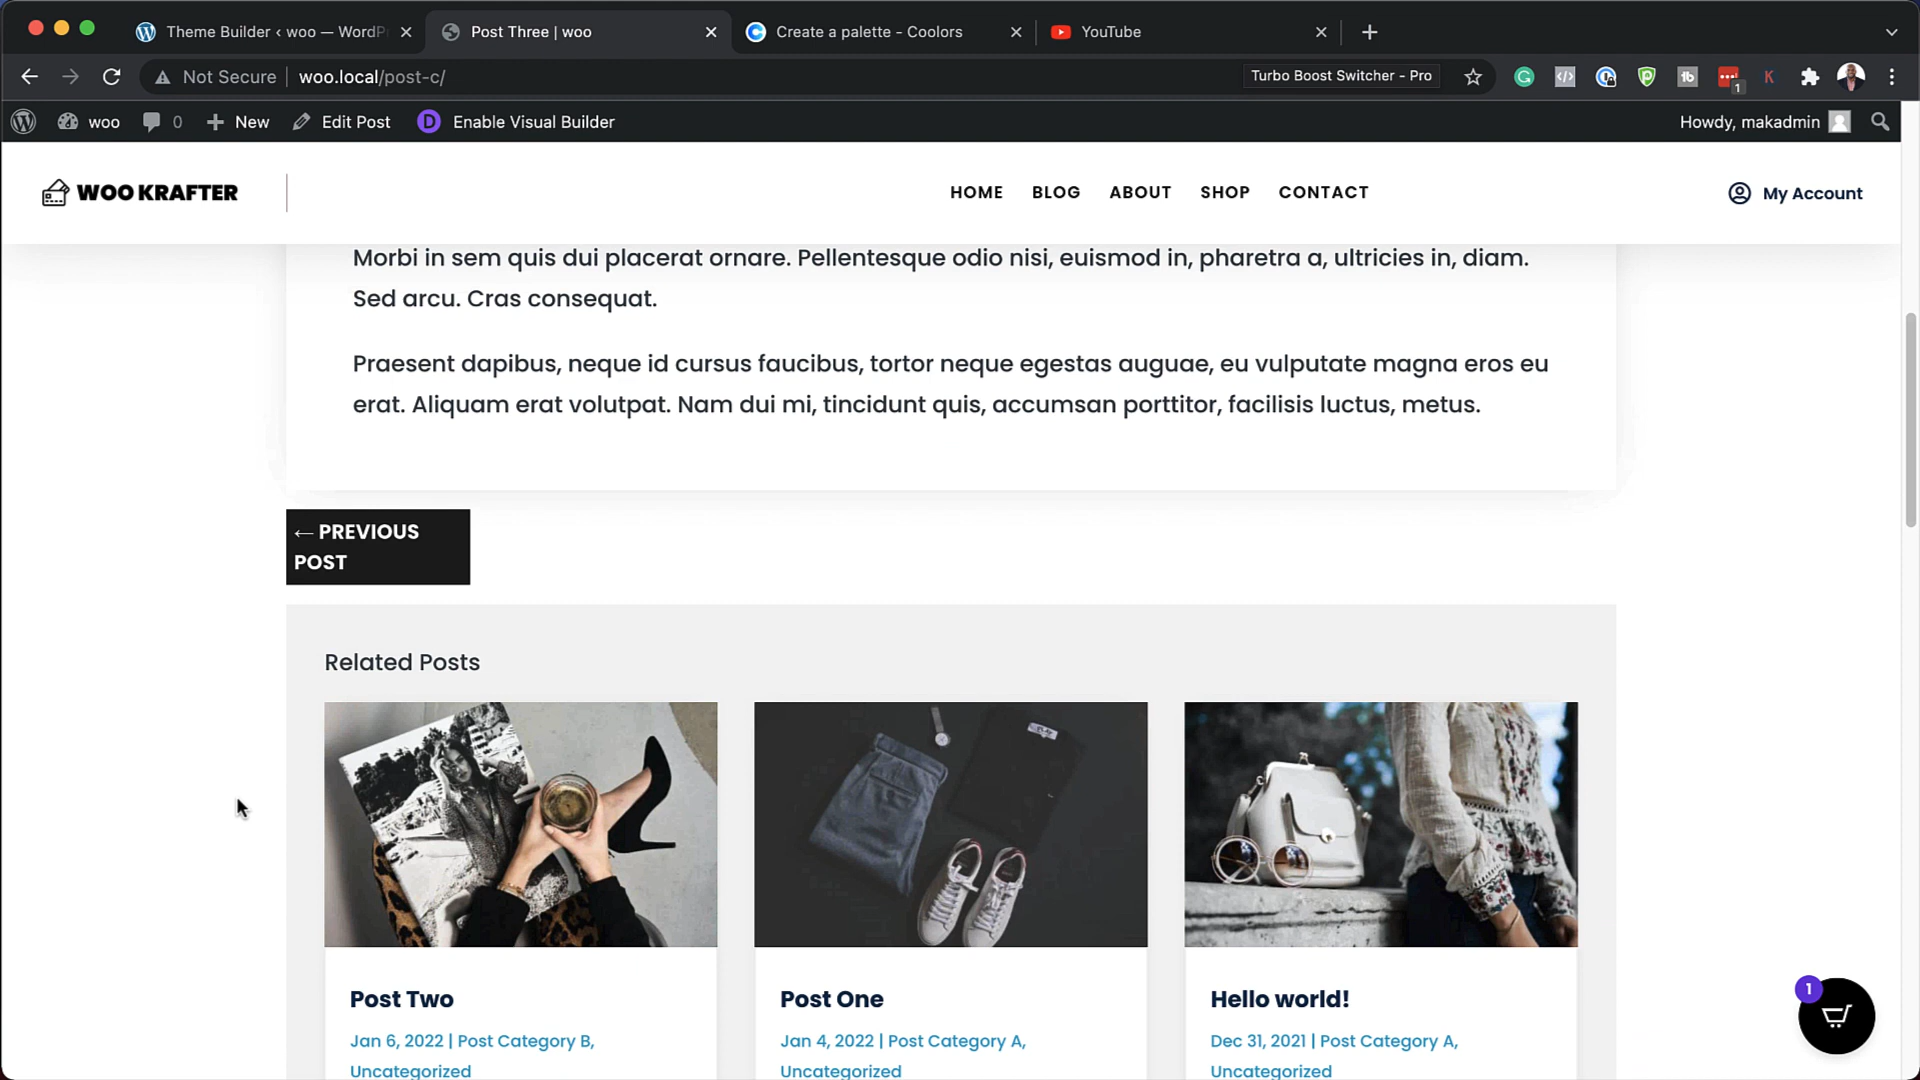 Theme Builder ‹ woo — WordPr
Post Three | woo
Create a palette - Coolors
YouTube
Not Secure
woo.local/post-c/
Turbo Boost Switcher - Pro
1
woo
0
New
Edit Post
D
Enable Visual Builder
Howdy, makadmin
WOO KRAFTER
HOME
BLOG
ABOUT
SHOP
CONTACT
My Account
Morbi in sem quis dui placerat ornare. Pellentesque odio nisi, euismod in, pharetra a, ultricies in, diam.
Sed arcu. Cras consequat.
Praesent dapibus, neque id cursus faucibus, tortor neque egestas auguae, eu vulputate magna eros eu
erat. Aliquam erat volutpat. Nam dui mi, tincidunt quis, accumsan porttitor, facilisis luctus, metus.
← PREVIOUS
POST
Related Posts
Post Two
Jan 6, 2022 | Post Category B,
Uncategorized
Post One
Jan 4, 2022 | Post Category A,
Uncategorized
Hello world!
Dec 31, 2021 | Post Category A,
Uncategorized
1